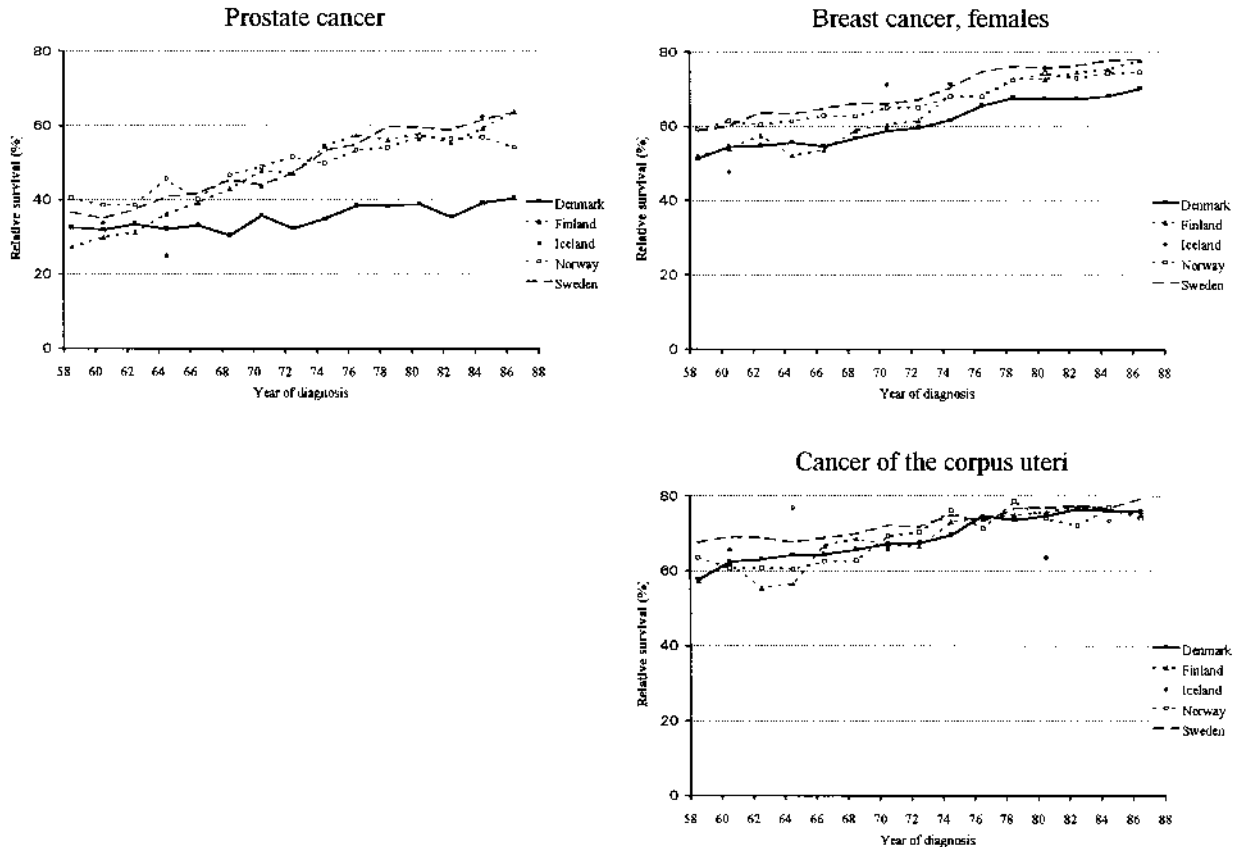 Prostate cancer
80
60
40
20
0
Relative survival (%)
58 60 62 64 66 68 70 72 74 76 78 80 82 84 86 88
Year of diagnosis
Denmark
Finland
Iceland
Norway
Sweden
Breast cancer, females
80
60
40
20
0
Relative survival (%)
58 60 62 64 66 68 70 72 74 76 78 80 82 84 86 88
Year of diagnosis
Denmark
Finland
Iceland
Norway
Sweden
Cancer of the corpus uteri
80
60
40
20
0
Relative survival (%)
58 60 62 64 66 68 70 72 74 76 78 80 82 84 86 88
Year of diagnosis
Denmark
Finland
Iceland
Norway
Sweden